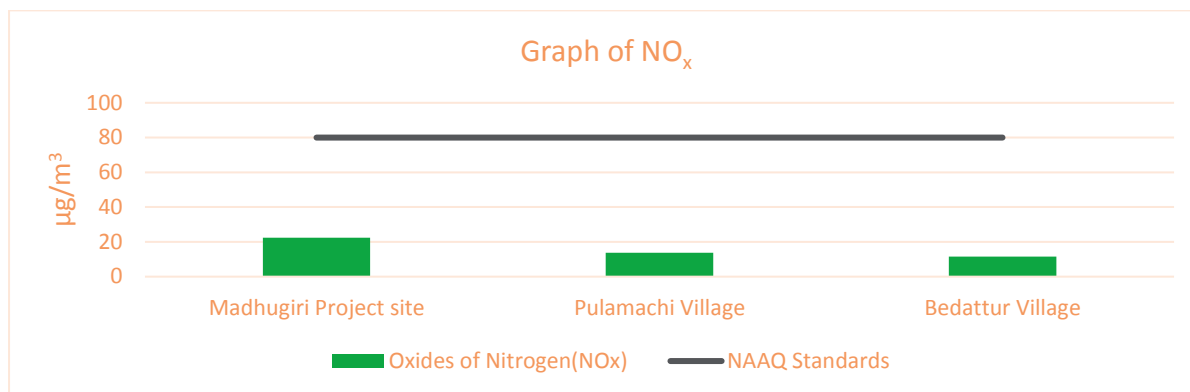 Graph of NOx
100
80
60
40
20
0
µg/m³
Madhugiri Project site
Pulamachi Village
Bedattur Village
Oxides of Nitrogen(NOx)
NAAQ Standards